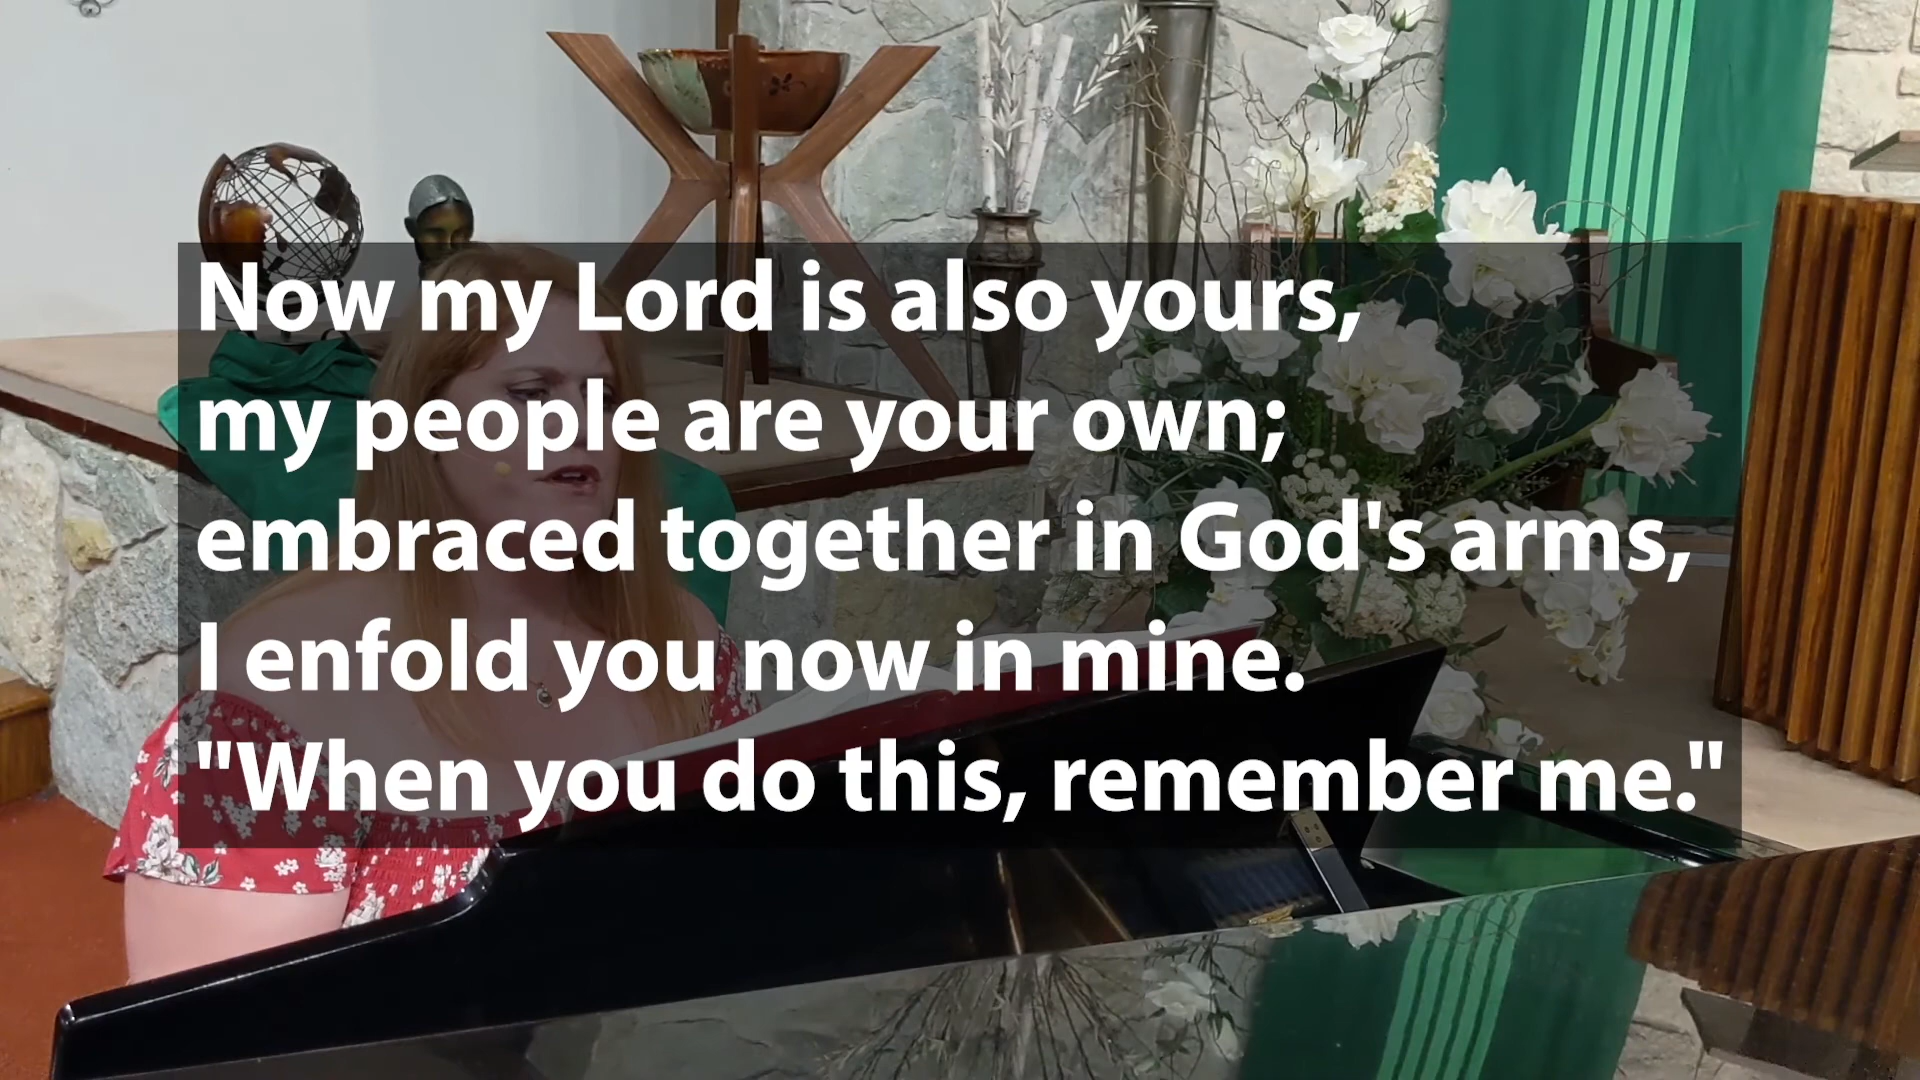 Now my Lord is also yours,
my people are your own;
embraced together in God's arms,
I enfold you now in mine.
"When you do this, remember me."